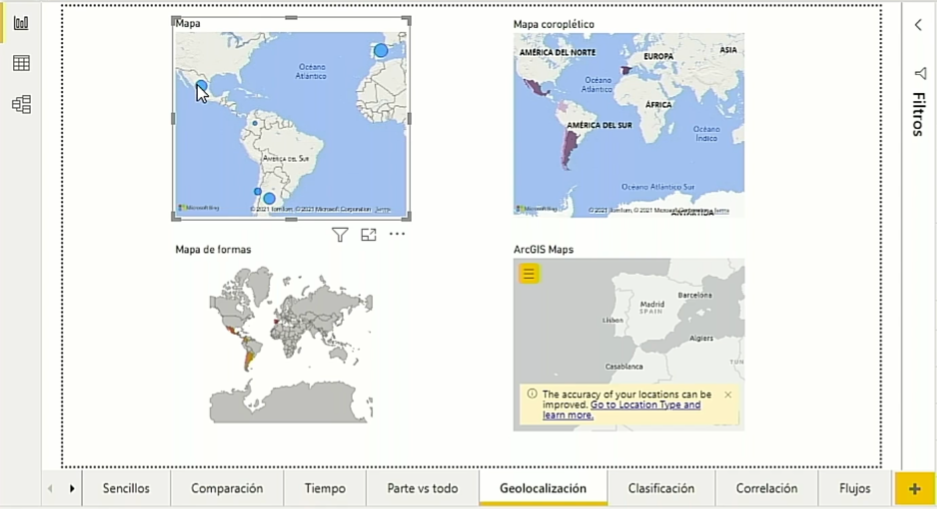 Mapa
Océano
Atlántico
AMÉRICA DEL SUR
Microsoft Bing
© 2021 TomTom, © 2021 Microsoft Corporation Terms
Mapa coroplético
AMÉRICA DEL NORTE
EUROPA
ASIA
Océano
Atlántico
ÁFRICA
AMÉRICA DEL SUR
Océano
Índico
Océano Atlántico Sur
Microsoft Bing
© 2021 TomTom, © 2021 Microsoft Corporation Terms
ANTÁRTIDA
Mapa de formas
ArcGIS Maps
Madrid
SPAIN
Barcelona
Lisbon
Algiers
Casablanca
TUN
The accuracy of your locations can be
improved. Go to Location Type and
learn more.
Filtros
Sencillos
Comparación
Tiempo
Parte vs todo
Geolocalización
Clasificación
Correlación
Flujos